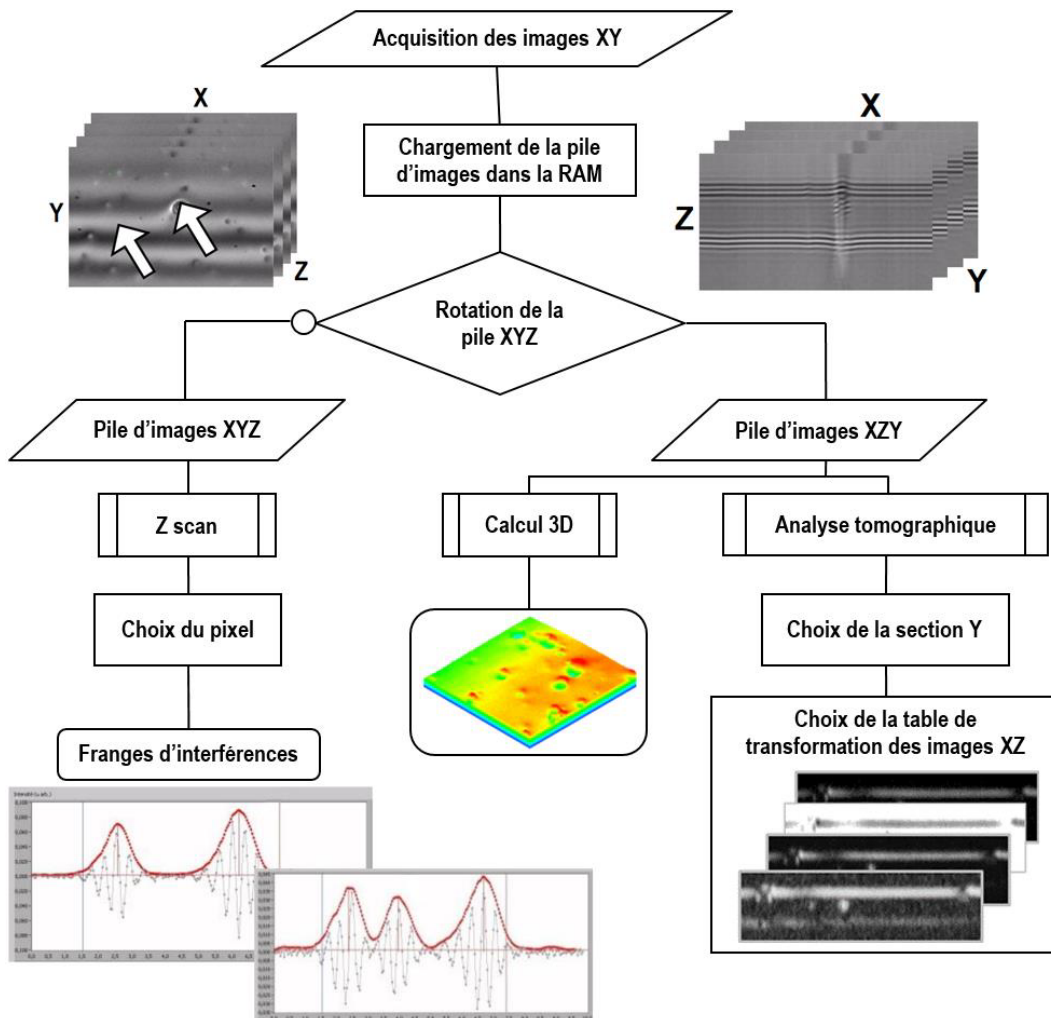 Acquisition des images XY
X
Y
Z
Chargement de la pile
d'images dans la RAM
X
Z
Y
Rotation de la
pile XYZ
Pile d'images XYZ
Pile d'images XZY
Z scan
Calcul 3D
Analyse tomographique
Choix du pixel
Choix de la section Y
Franges d'interférences
Choix de la table de
transformation des images XZ